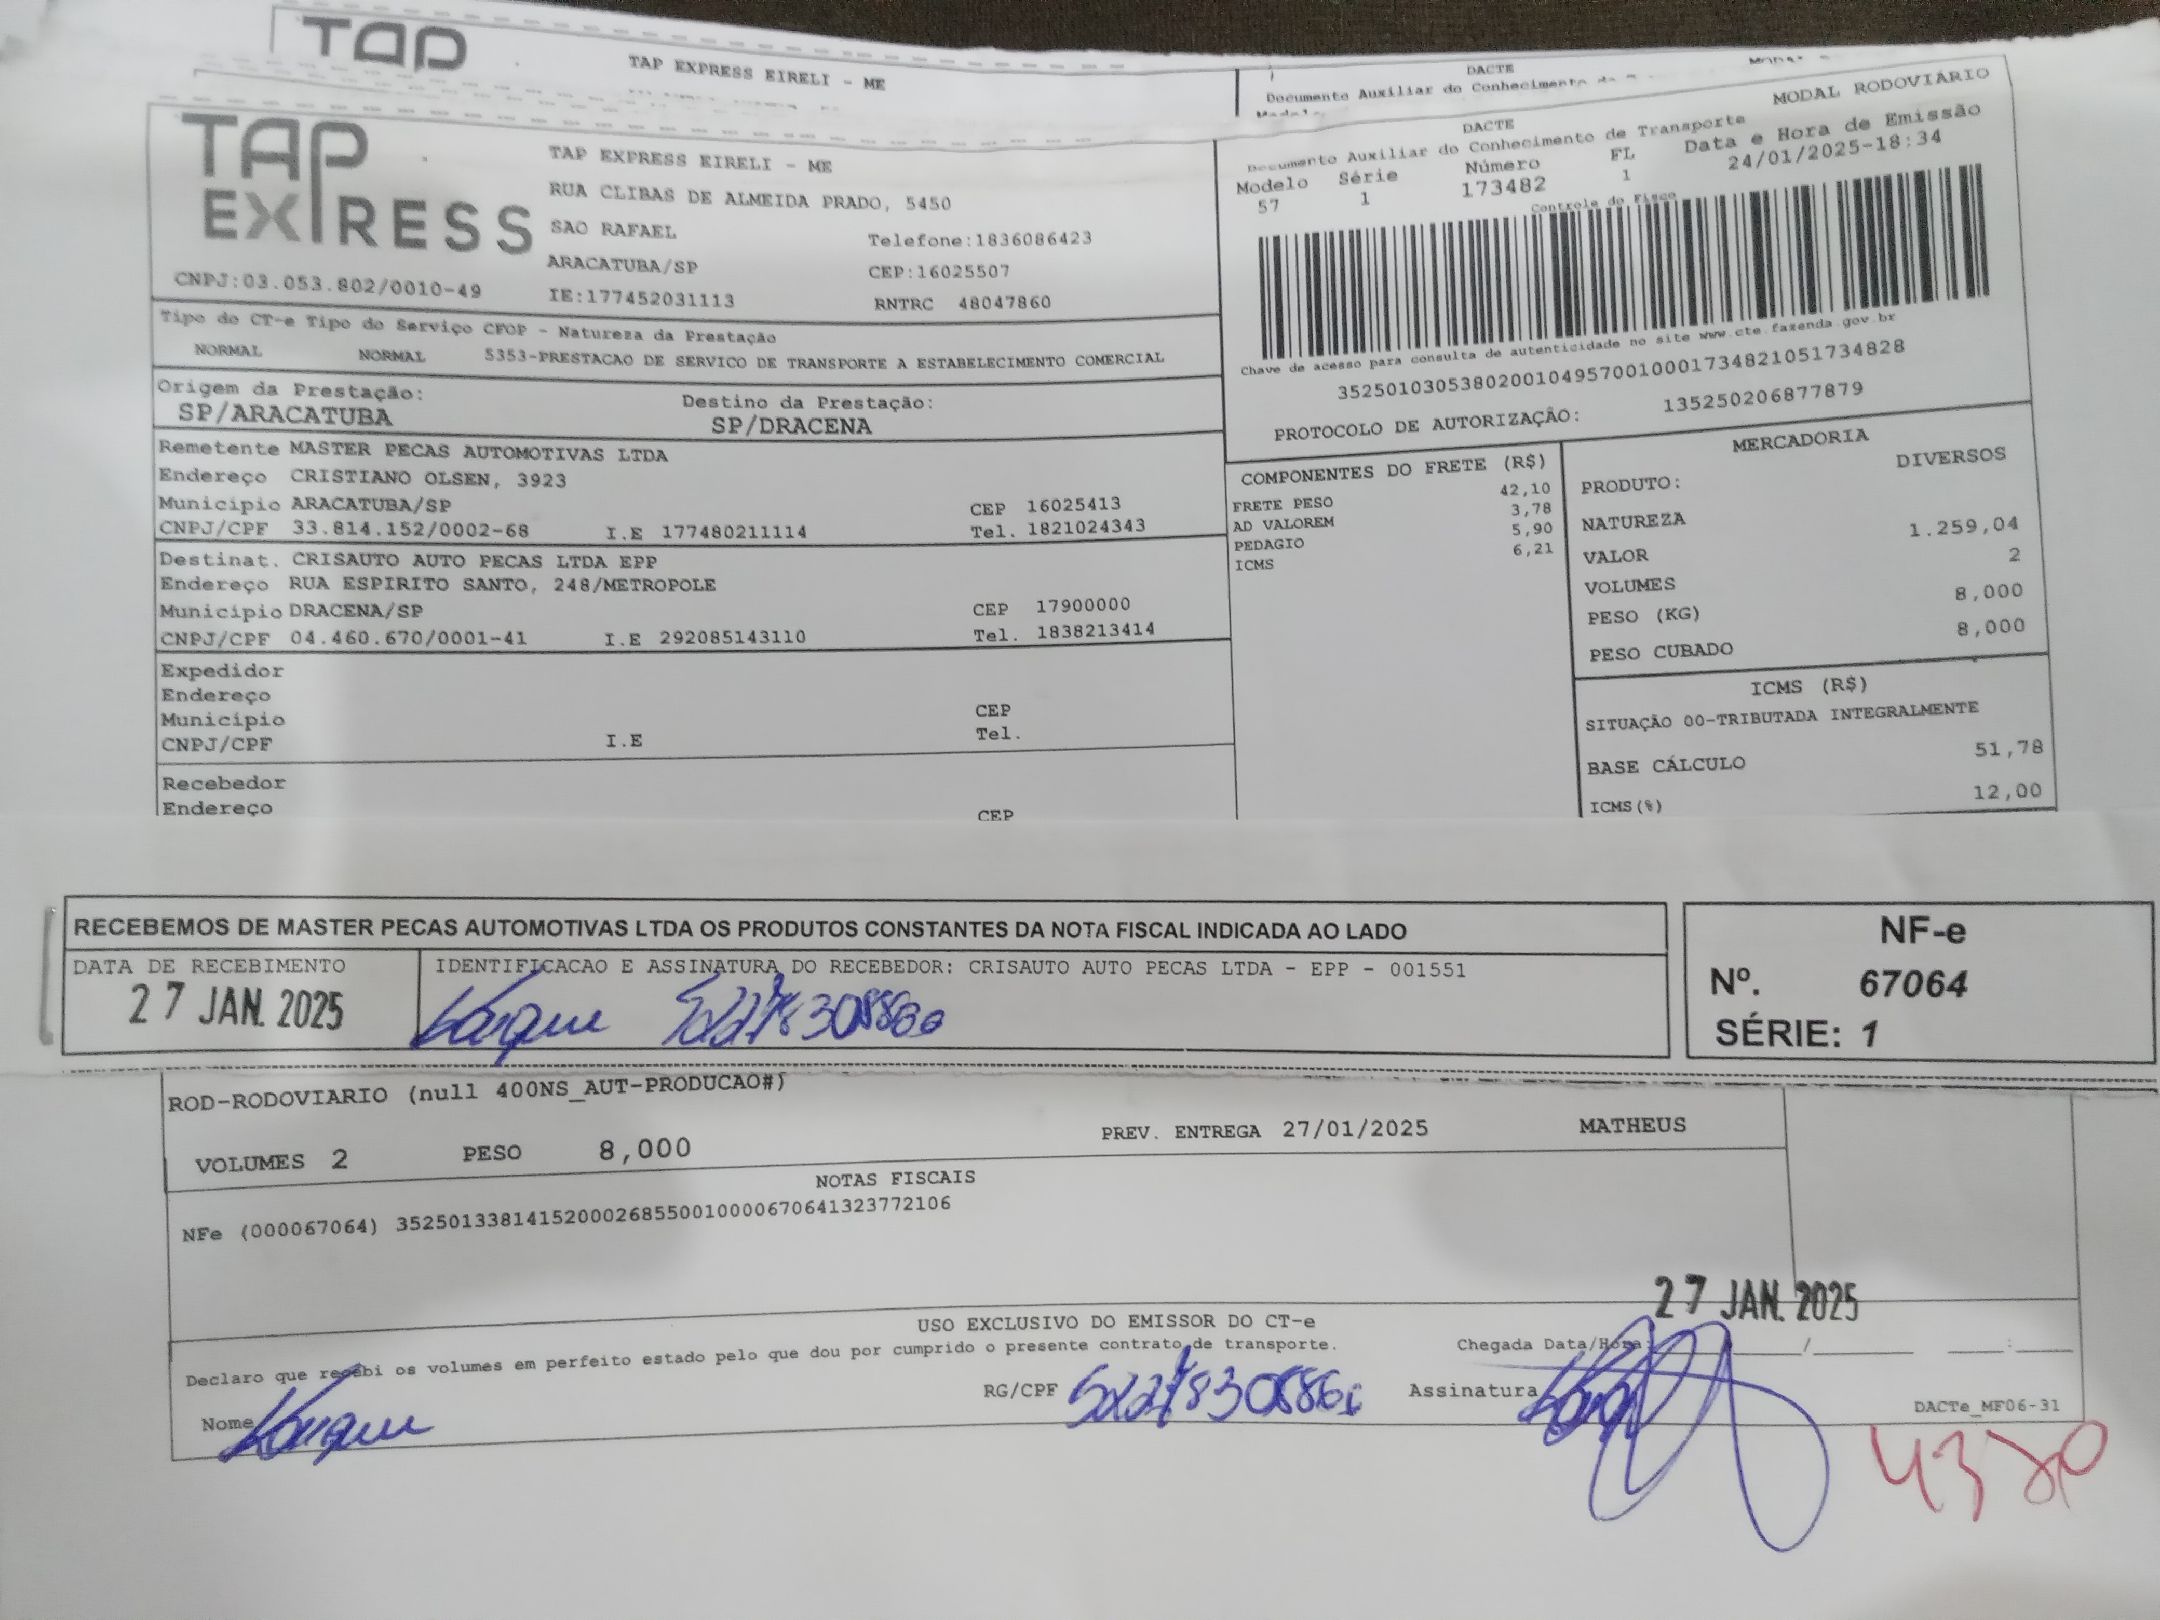 TAP
TAP EXPRESS EIRELI - ME
DACTE
Documento Auxiliar do Conhecimento
TAP EXPRESS
CNPJ:03.053.802/0010-49
TAP EXPRESS EIRELI - ME
RUA CLIBAS DE ALMEIDA PRADO, 5450
SAO RAFAEL
Telefone:1836086423
ARACATUBA/SP
CEP:16025507
IE:177452031113
RNTRC 48047860
MODAL RODOVIÁRIO
DACTE
Documento Auxiliar do Conhecimento de Transporte
Modelo Série Número FL Data e Hora de Emissão
57 1 173482 1 24/01/2025-18:34
Controle do Fisco
Chave de acesso para consulta de autenticidade no site www.cte.fazenda.gov.br
35250103053802001049570010001734821051734828
PROTOCOLO DE AUTORIZAÇÃO: 135250206877879
Tipo do CT-e Tipo do Serviço CFOP - Natureza da Prestação
NORMAL NORMAL 5353-PRESTACAO DE SERVICO DE TRANSPORTE A ESTABELECIMENTO COMERCIAL
Origem da Prestação: Destino da Prestação:
SP/ARACATUBA SP/DRACENA
Remetente MASTER PECAS AUTOMOTIVAS LTDA
Endereço CRISTIANO OLSEN, 3923
Município ARACATUBA/SP CEP 16025413
CNPJ/CPF 33.814.152/0002-68 I.E 177480211114 Tel. 1821024343
Destinat. CRISAUTO AUTO PECAS LTDA EPP
Endereço RUA ESPIRITO SANTO, 248/METROPOLE
Município DRACENA/SP CEP 17900000
CNPJ/CPF 04.460.670/0001-41 I.E 292085143110 Tel. 1838213414
Expedidor
Endereço
Município CEP
CNPJ/CPF I.E Tel.
Recebedor
Endereço
CEP
COMPONENTES DO FRETE (R$)
FRETE PESO 42,10
AD VALOREM 3,78
PEDAGIO 5,90
ICMS 6,21
MERCADORIA
PRODUTO: DIVERSOS
NATUREZA
VALOR 1.259,04
VOLUMES 2
PESO (KG) 8,000
PESO CUBADO 8,000
ICMS (R$)
SITUAÇÃO 00-TRIBUTADA INTEGRALMENTE
BASE CÁLCULO 51,78
ICMS(%) 12,00
RECEBEMOS DE MASTER PECAS AUTOMOTIVAS LTDA OS PRODUTOS CONSTANTES DA NOTA FISCAL INDICADA AO LADO
DATA DE RECEBIMENTO IDENTIFICACAO E ASSINATURA DO RECEBEDOR: CRISAUTO AUTO PECAS LTDA - EPP - 001551
27 JAN. 2025
NF-e
Nº. 67064
SÉRIE: 1
ROD-RODOVIARIO (null 400NS_AUT-PRODUCAO#)
VOLUMES 2 PESO 8,000 PREV. ENTREGA 27/01/2025 MATHEUS
NOTAS FISCAIS
NFe (000067064) 35250133814152000268550010000670641323772106
27 JAN. 2025
USO EXCLUSIVO DO EMISSOR DO CT-e
Declaro que recebi os volumes em perfeito estado pelo que dou por cumprido o presente contrato de transporte.
Chegada Data/Hora:
Nome RG/CPF Assinatura
DACTe_MF06-31